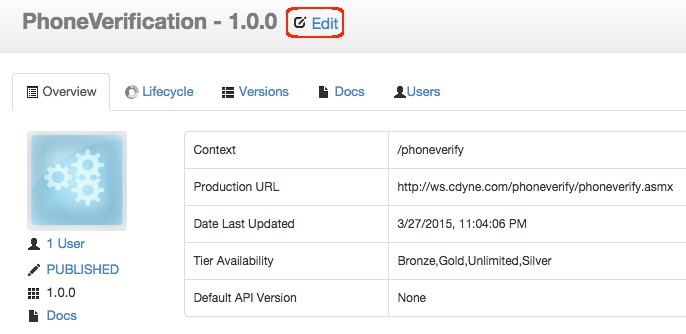 PhoneVerification - 1.0.0 Edit
Overview Lifecycle Versions Docs Users
Context /phoneverify
Production URL http://ws.cdyne.com/phoneverify/phoneverify.asmx
Date Last Updated 3/27/2015, 11:04:06 PM
1 User
Tier Availability Bronze,Gold,Unlimited,Silver
PUBLISHED
1.0.0
Default API Version None
Docs